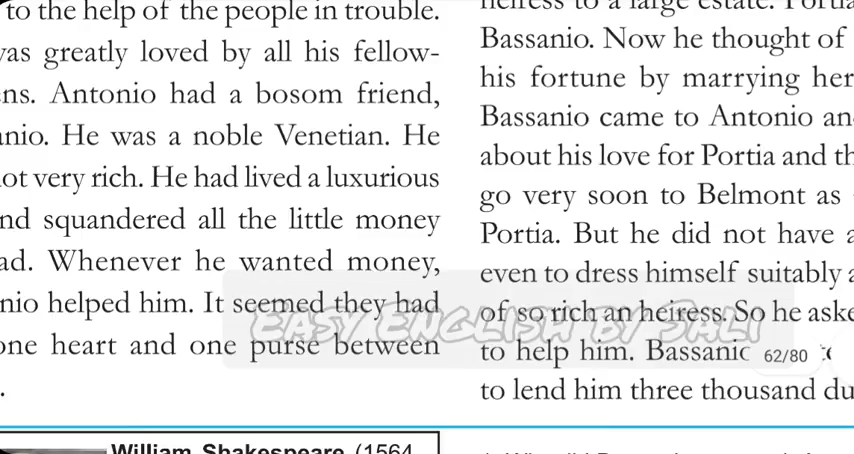 to the help of the people in trouble.
was greatly loved by all his fellow-
ens. Antonio had a bosom friend,
anio. He was a noble Venetian. He
not very rich. He had lived a luxurious
nd squandered all the little money
ad. Whenever he wanted money,
nio helped him. It seemed they had
one heart and one purse between
.
heiress to a large estate. Portia
Bassanio. Now he thought of
his fortune by marrying her
Bassanio came to Antonio an
about his love for Portia and th
go very soon to Belmont as
Portia. But he did not have a
even to dress himself suitably a
of so rich an heiress. So he aske
to help him. Bassanio
to lend him three thousand du
Easy English by Sali
62/80
William Shakespeare (1564